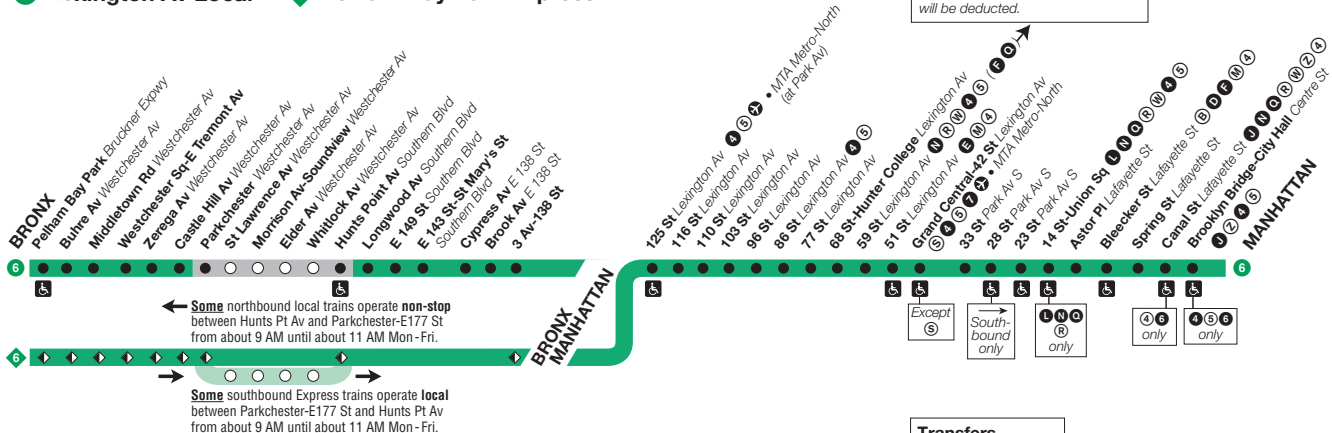 will be deducted.
BRONX
Pelham Bay Park Bruckner Expwy
Buhre Av Westchester Av
Middletown Rd Westchester Av
Westchester Sq-E Tremont Av
Zerega Av Westchester Av
Castle Hill Av Westchester Av
Parkchester Westchester Av
St Lawrence Av Westchester Av
Morrison Av-Soundview Westchester Av
Elder Av Westchester Av
Whitlock Av Westchester Av
Hunts Point Av Southern Blvd
Longwood Av Southern Blvd
E 149 St Southern Blvd
E 143 St-St Mary's St
Southern Blvd
Cypress Av E 138 St
Brook Av E 138 St
3 Av-138 St
125 St Lexington Av 4 5 • MTA Metro-North
(at Park Av)
116 St Lexington Av
110 St Lexington Av
103 St Lexington Av
96 St Lexington Av
86 St Lexington Av 4 5
77 St Lexington Av
68 St-Hunter College Lexington Av
59 St Lexington Av N R W 4 5 (F Q)
51 St Lexington Av E M 4
Grand Central-42 St Lexington Av
S 4 5 7 • MTA Metro-North
33 St Park Av S
28 St Park Av S
23 St Park Av S
14 St-Union Sq L N Q R W 4 5
Astor Pl Lafayette St
Bleecker St Lafayette St B D F M 4
Spring St Lafayette St
Canal St Lafayette St J N Q R W Z 4
Brooklyn Bridge-City Hall Centre St
J Z 4 5
MANHATTAN
6
6
Some northbound local trains operate non-stop
between Hunts Pt Av and Parkchester-E177 St
from about 9 AM until about 11 AM Mon-Fri.
BRONX
MANHATTAN
Except
S
South-
bound
only
L N Q
R
only
4 6
only
4 5 6
only
6
Some southbound Express trains operate local
between Parkchester-E177 St and Hunts Pt Av
from about 9 AM until about 11 AM Mon-Fri.
Transfers